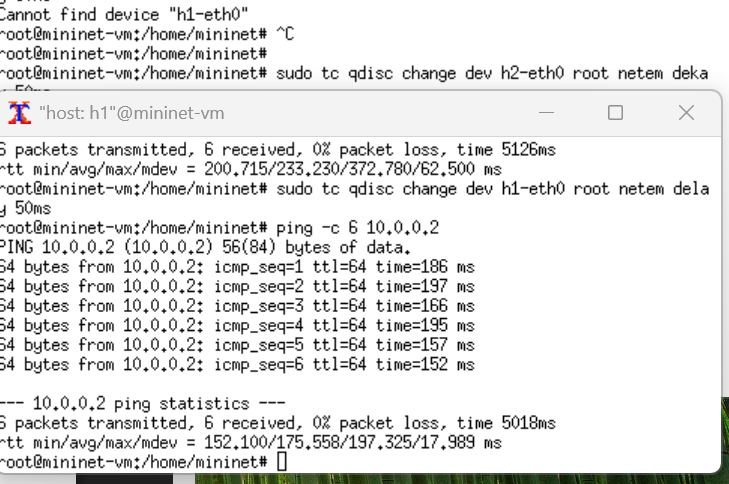 Cannot find device "h1-eth0"
root@mininet-vm:/home/mininet# ^C
root@mininet-vm:/home/mininet#
root@mininet-vm:/home/mininet# sudo tc qdisc change dev h2-eth0 root netem deka
"host: h1"@mininet-vm
6 packets transmitted, 6 received, 0% packet loss, time 5126ms
rtt min/avg/max/mdev = 200.715/233.230/372.780/62.500 ms
root@mininet-vm:/home/mininet# sudo tc qdisc change dev h1-eth0 root netem dela
y 50ms
root@mininet-vm:/home/mininet# ping -c 6 10.0.0.2
PING 10.0.0.2 (10.0.0.2) 56(84) bytes of data.
64 bytes from 10.0.0.2: icmp_seq=1 ttl=64 time=186 ms
64 bytes from 10.0.0.2: icmp_seq=2 ttl=64 time=197 ms
64 bytes from 10.0.0.2: icmp_seq=3 ttl=64 time=166 ms
64 bytes from 10.0.0.2: icmp_seq=4 ttl=64 time=195 ms
64 bytes from 10.0.0.2: icmp_seq=5 ttl=64 time=157 ms
64 bytes from 10.0.0.2: icmp_seq=6 ttl=64 time=152 ms
--- 10.0.0.2 ping statistics ---
6 packets transmitted, 6 received, 0% packet loss, time 5018ms
rtt min/avg/max/mdev = 152.100/175.558/197.325/17.989 ms
root@mininet-vm:/home/mininet#